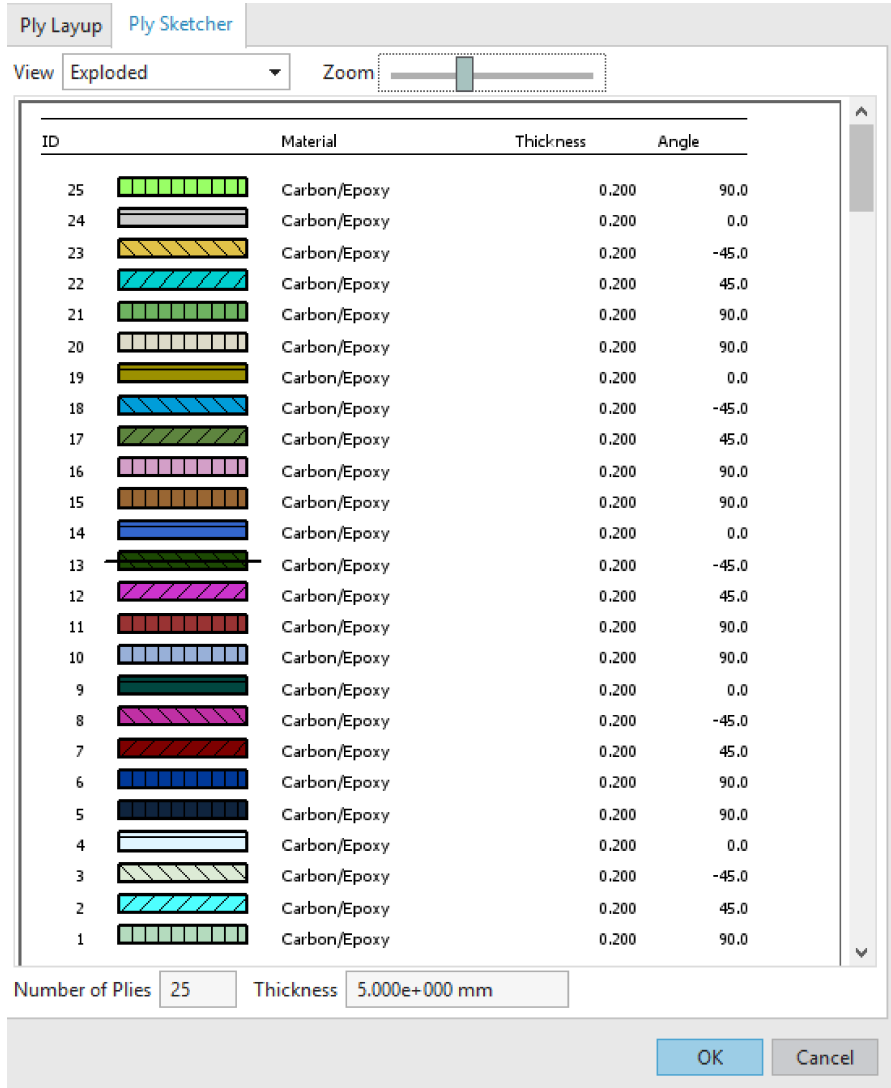 Ply Layup Ply Sketcher
View Exploded Zoom
ID Material Thickness Angle
25 Carbon/Epoxy 0.200 90.0
24 Carbon/Epoxy 0.200 0.0
23 Carbon/Epoxy 0.200 -45.0
22 Carbon/Epoxy 0.200 45.0
21 Carbon/Epoxy 0.200 90.0
20 Carbon/Epoxy 0.200 90.0
19 Carbon/Epoxy 0.200 0.0
18 Carbon/Epoxy 0.200 -45.0
17 Carbon/Epoxy 0.200 45.0
16 Carbon/Epoxy 0.200 90.0
15 Carbon/Epoxy 0.200 90.0
14 Carbon/Epoxy 0.200 0.0
13 Carbon/Epoxy 0.200 -45.0
12 Carbon/Epoxy 0.200 45.0
11 Carbon/Epoxy 0.200 90.0
10 Carbon/Epoxy 0.200 90.0
9 Carbon/Epoxy 0.200 0.0
8 Carbon/Epoxy 0.200 -45.0
7 Carbon/Epoxy 0.200 45.0
6 Carbon/Epoxy 0.200 90.0
5 Carbon/Epoxy 0.200 90.0
4 Carbon/Epoxy 0.200 0.0
3 Carbon/Epoxy 0.200 -45.0
2 Carbon/Epoxy 0.200 45.0
1 Carbon/Epoxy 0.200 90.0
Number of Plies 25 Thickness 5.000e+000 mm
OK Cancel